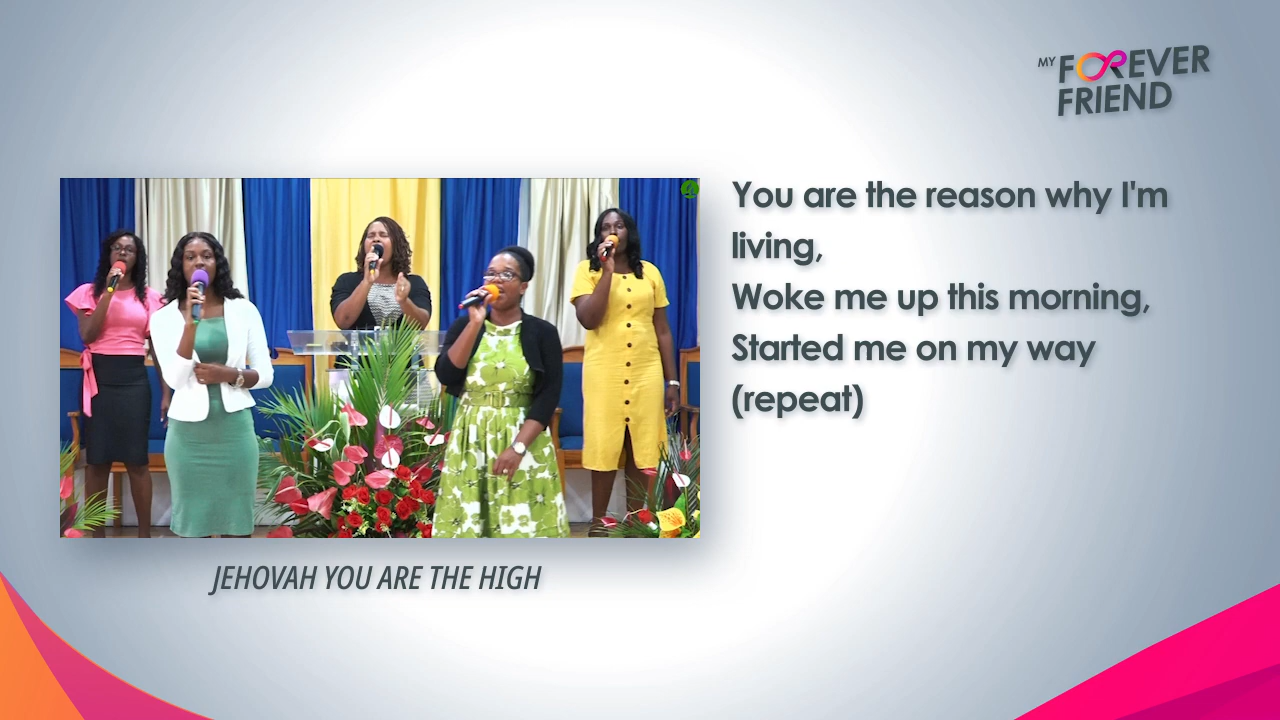 MY FOREVER
FRIEND
You are the reason why I'm
living,
Woke me up this morning,
Started me on my way
(repeat)
JEHOVAH YOU ARE THE HIGH